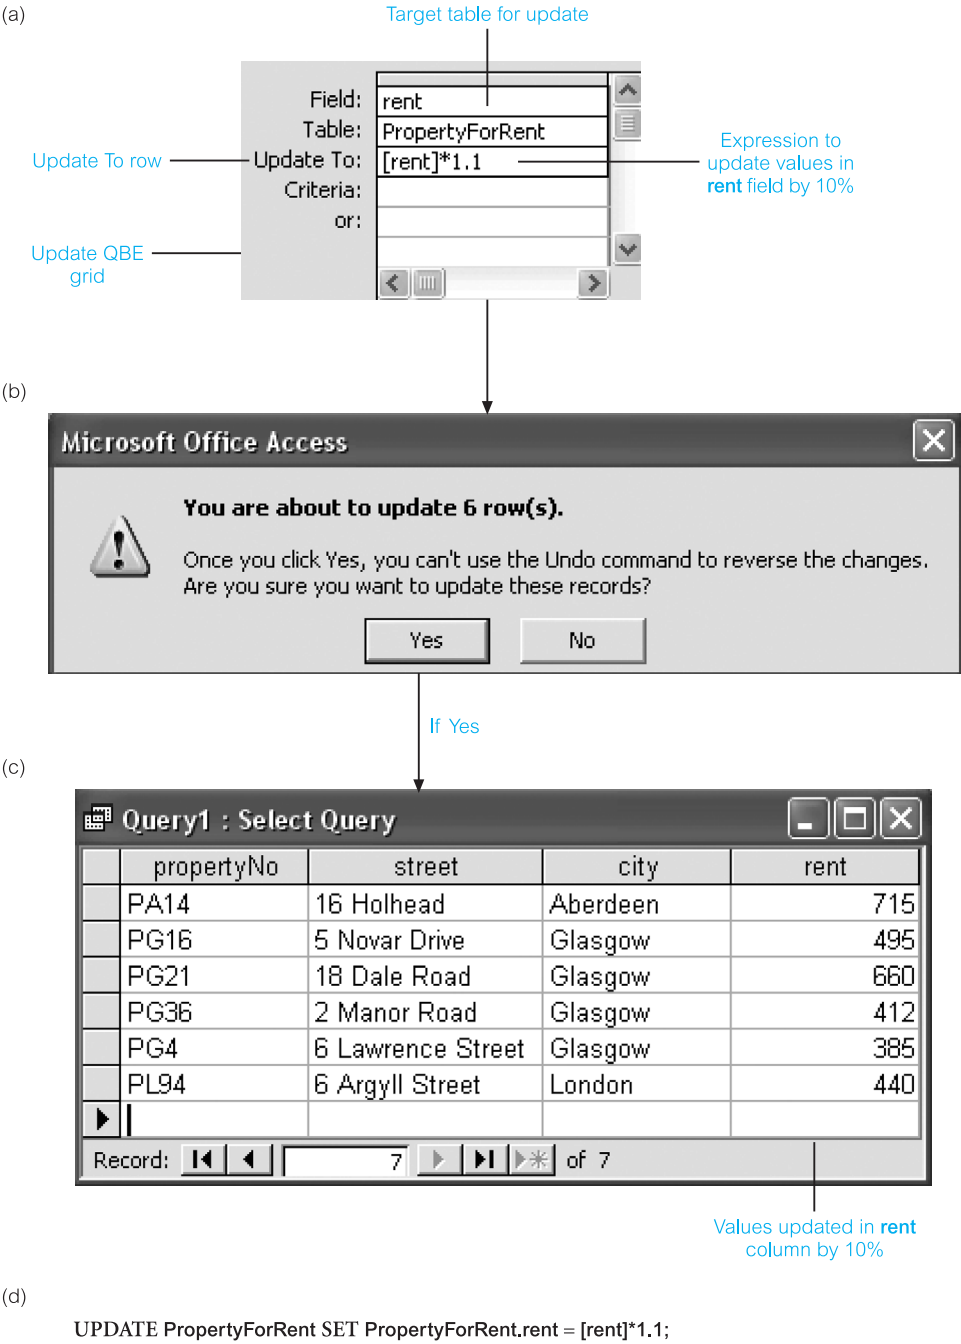 (a)
Target table for update
Field: rent
Table: PropertyForRent
Update To row
Update To: [rent]*1.1
Expression to
update values in
rent field by 10%
Criteria:
or:
Update QBE
grid
(b)
Microsoft Office Access
You are about to update 6 row(s).
Once you click Yes, you can't use the Undo command to reverse the changes.
Are you sure you want to update these records?
Yes No
If Yes
(c)
Query1 : Select Query
propertyNo street city rent
PA14 16 Holhead Aberdeen 715
PG16 5 Novar Drive Glasgow 495
PG21 18 Dale Road Glasgow 660
PG36 2 Manor Road Glasgow 412
PG4 6 Lawrence Street Glasgow 385
PL94 6 Argyll Street London 440
Record: 7 of 7
Values updated in rent
column by 10%
(d)
UPDATE PropertyForRent SET PropertyForRent.rent = [rent]*1.1;